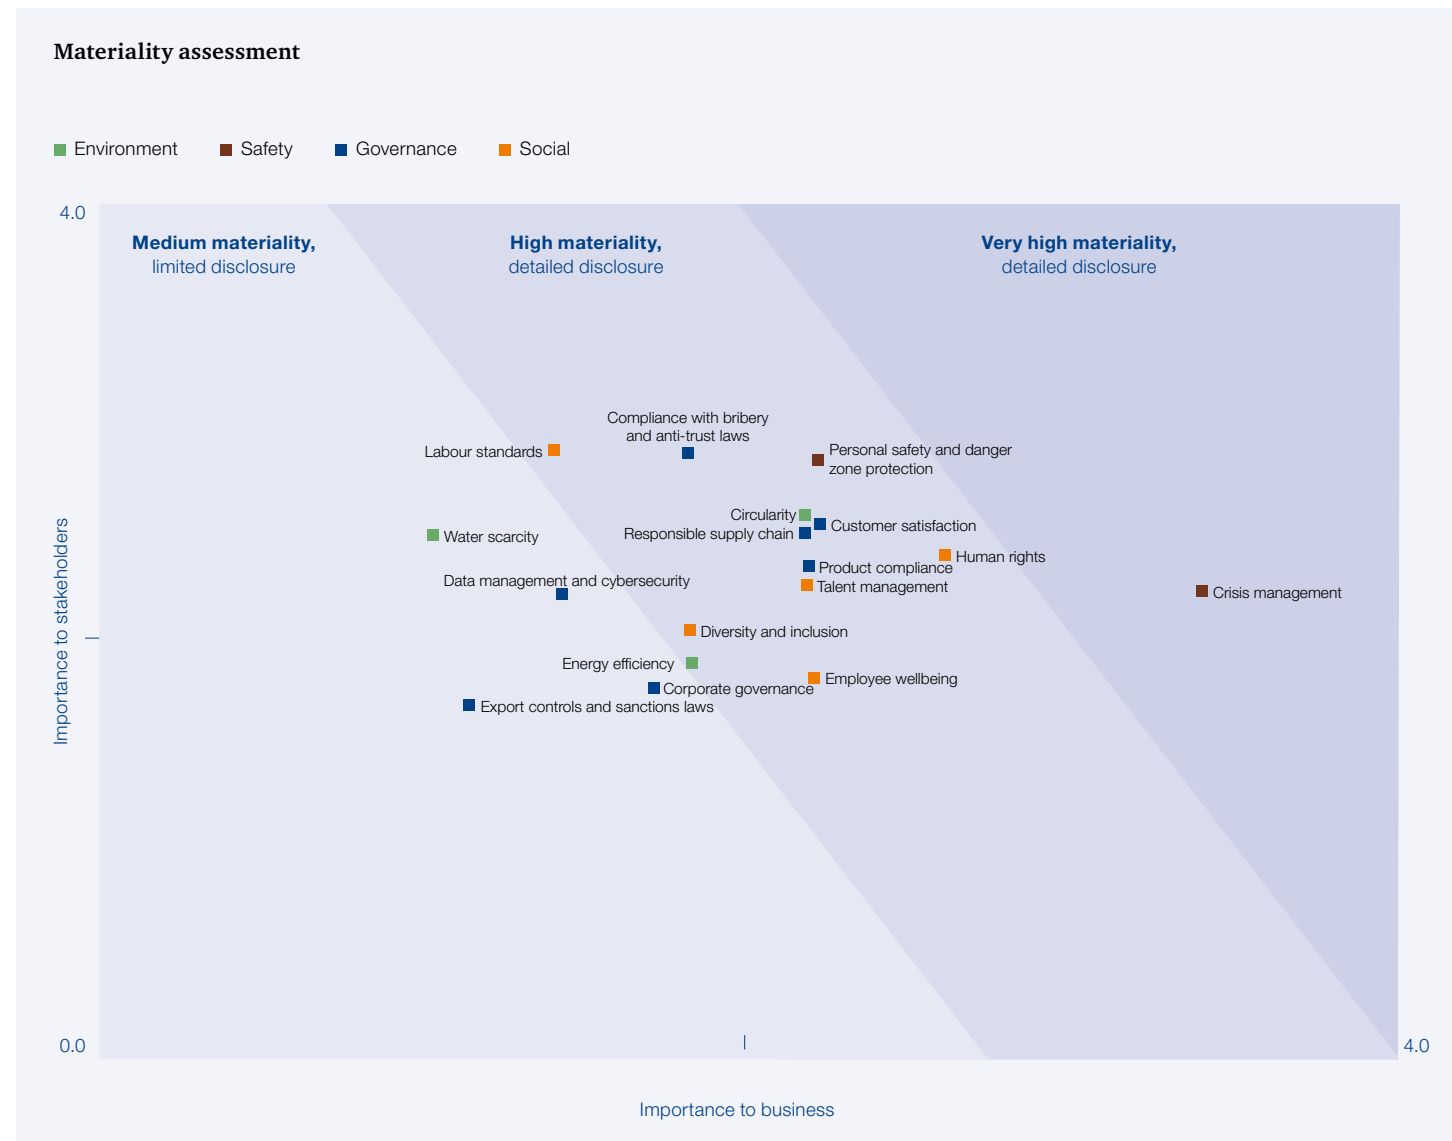 Materiality assessment
Environment
Safety
Governance
Social
4.0
Medium materiality,
limited disclosure
High materiality,
detailed disclosure
Very high materiality,
detailed disclosure
Compliance with bribery
and anti-trust laws
Labour standards
Personal safety and danger
zone protection
Circularity
Customer satisfaction
Responsible supply chain
Water scarcity
Human rights
Product compliance
Data management and cybersecurity
Talent management
Crisis management
Diversity and inclusion
Energy efficiency
Employee wellbeing
Corporate governance
Export controls and sanctions laws
Importance to stakeholders
0.0
4.0
Importance to business